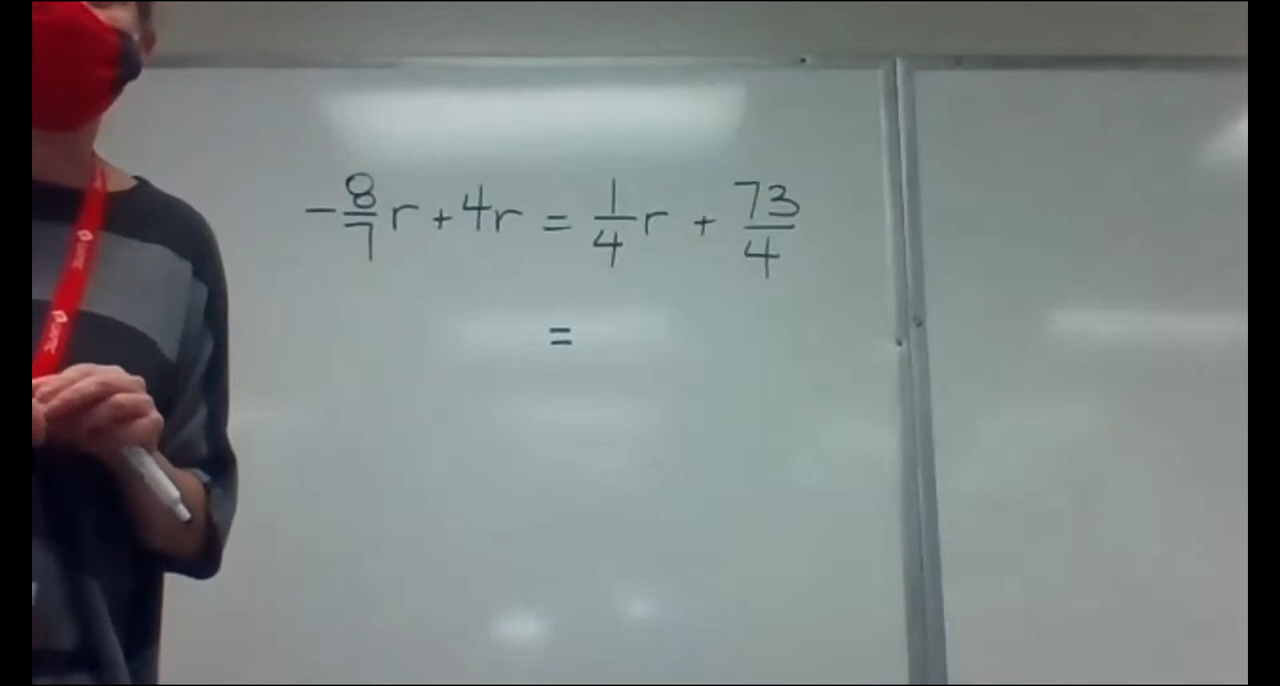 -8/7 r + 4r = 1/4 r + 73/4
=